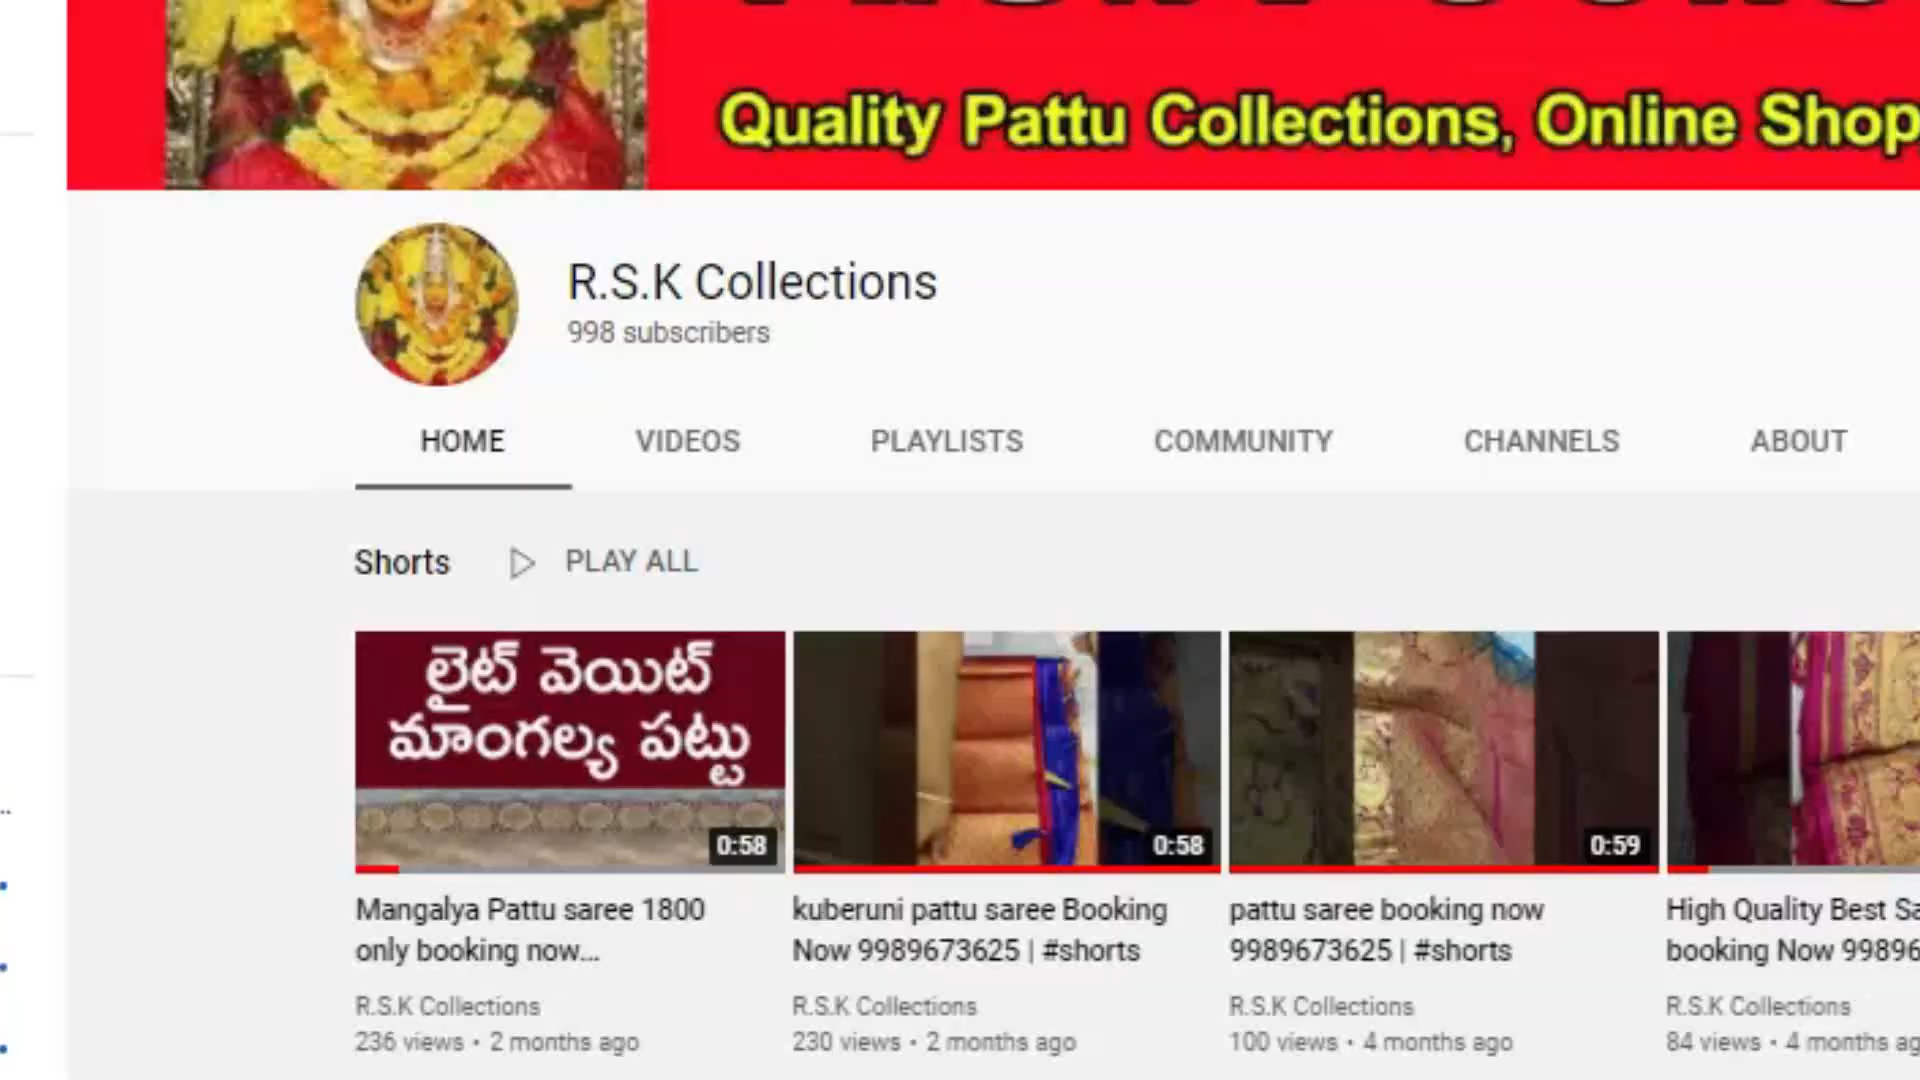 Quality Pattu Collections, Online Shop
R.S.K Collections
998 subscribers
HOME VIDEOS PLAYLISTS COMMUNITY CHANNELS ABOUT
Shorts PLAY ALL
లైట్ వెయిట్
మాంగల్య పట్టు
0:58 0:58 0:59
Mangalya Pattu saree 1800
only booking now...
R.S.K Collections
236 views • 2 months ago
kuberuni pattu saree Booking
Now 9989673625 | #shorts
R.S.K Collections
230 views • 2 months ago
pattu saree booking now
9989673625 | #shorts
R.S.K Collections
100 views • 4 months ago
High Quality Best Sa
booking Now 99896
R.S.K Collections
84 views • 4 months ag